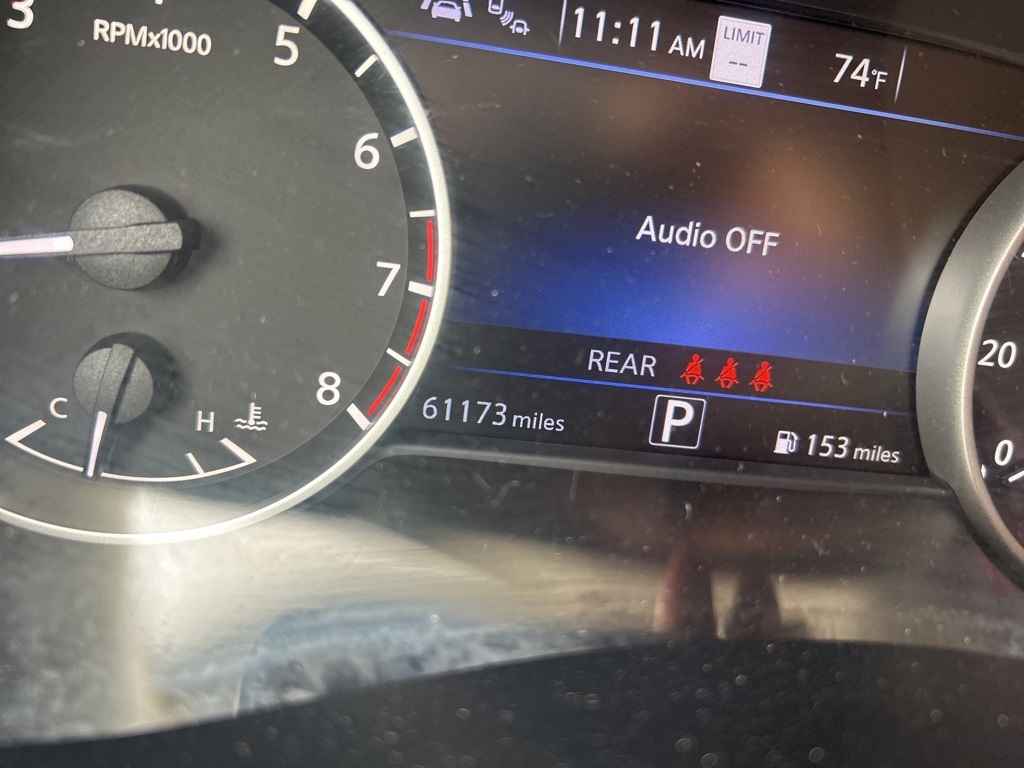 3
RPMx1000
5
6
7
8
C
H
11:11 AM
LIMIT
--
74°F
Audio OFF
REAR
61173 miles
P
153 miles
20
0